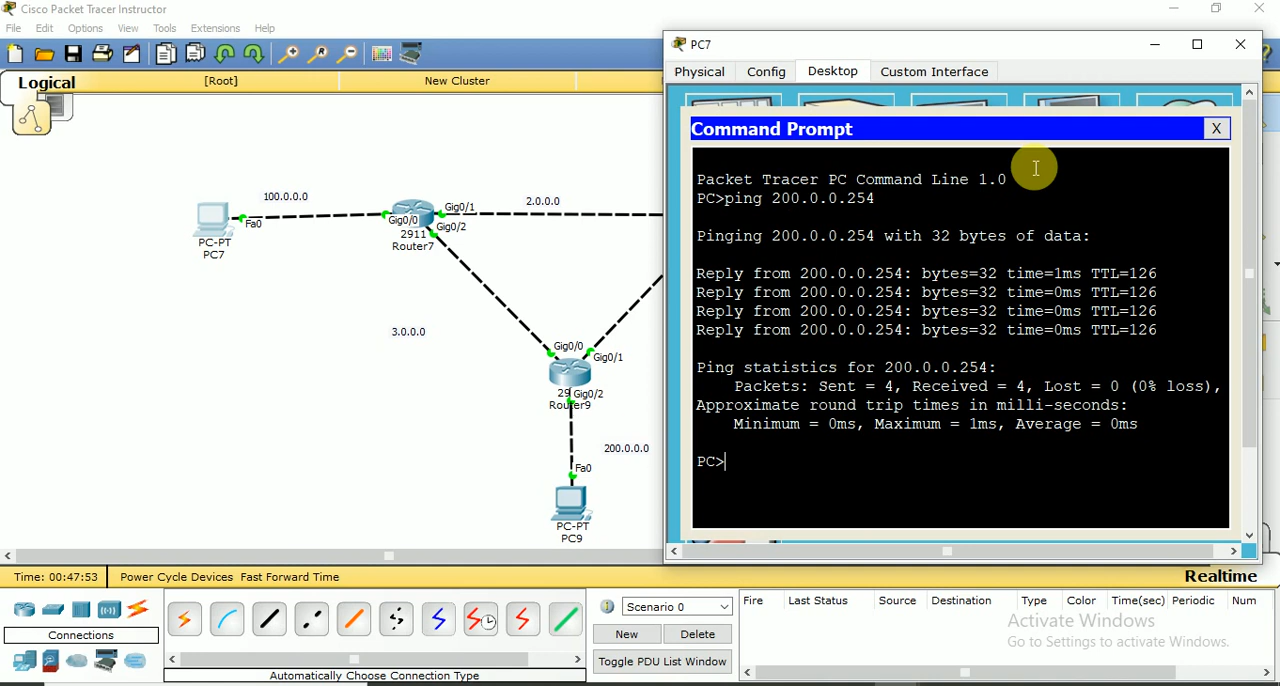 Cisco Packet Tracer Instructor
File Edit Options View Tools Extensions Help
Logical
[Root]
New Cluster
100.0.0.0
2.0.0.0
3.0.0.0
200.0.0.0
PC-PT
PC7
Fa0
Gig0/0
Gig0/1
Gig0/2
2911
Router7
Gig0/0
Gig0/1
Gig0/2
29
Router9
Fa0
PC-PT
PC9
PC7
Physical Config Desktop Custom Interface
Command Prompt
X
Packet Tracer PC Command Line 1.0
PC>ping 200.0.0.254
Pinging 200.0.0.254 with 32 bytes of data:
Reply from 200.0.0.254: bytes=32 time=1ms TTL=126
Reply from 200.0.0.254: bytes=32 time=0ms TTL=126
Reply from 200.0.0.254: bytes=32 time=0ms TTL=126
Reply from 200.0.0.254: bytes=32 time=0ms TTL=126
Ping statistics for 200.0.0.254:
Packets: Sent = 4, Received = 4, Lost = 0 (0% loss),
Approximate round trip times in milli-seconds:
Minimum = 0ms, Maximum = 1ms, Average = 0ms
PC>
Time: 00:47:53 Power Cycle Devices Fast Forward Time
Realtime
Connections
Automatically Choose Connection Type
Scenario 0
New Delete
Toggle PDU List Window
Fire Last Status Source Destination Type Color Time(sec) Periodic Num
Activate Windows
Go to Settings to activate Windows.